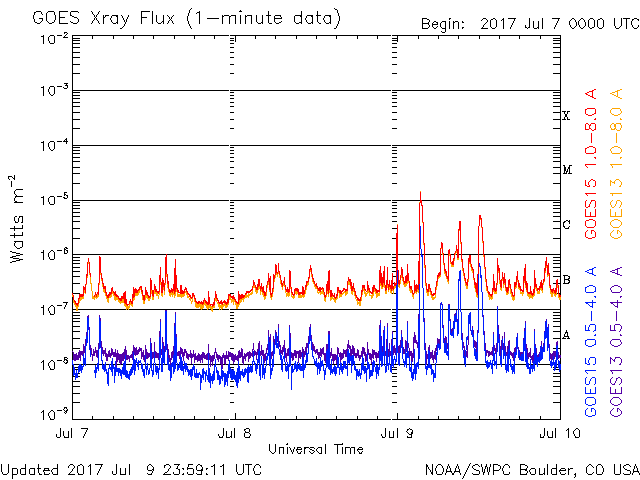 GOES Xray Flux (1-minute data)
Begin: 2017 Jul 7 0000 UTC
10-2
10-3
10-4
10-5
10-6
10-7
10-8
10-9
Watts m-2
X
M
C
B
A
GOES15 1.0-8.0 A
GOES13 1.0-8.0 A
GOES15 0.5-4.0 A
GOES13 0.5-4.0 A
Jul 7
Jul 8
Jul 9
Jul 10
Universal Time
Updated 2017 Jul 9 23:59:11 UTC
NOAA/SWPC Boulder, CO USA